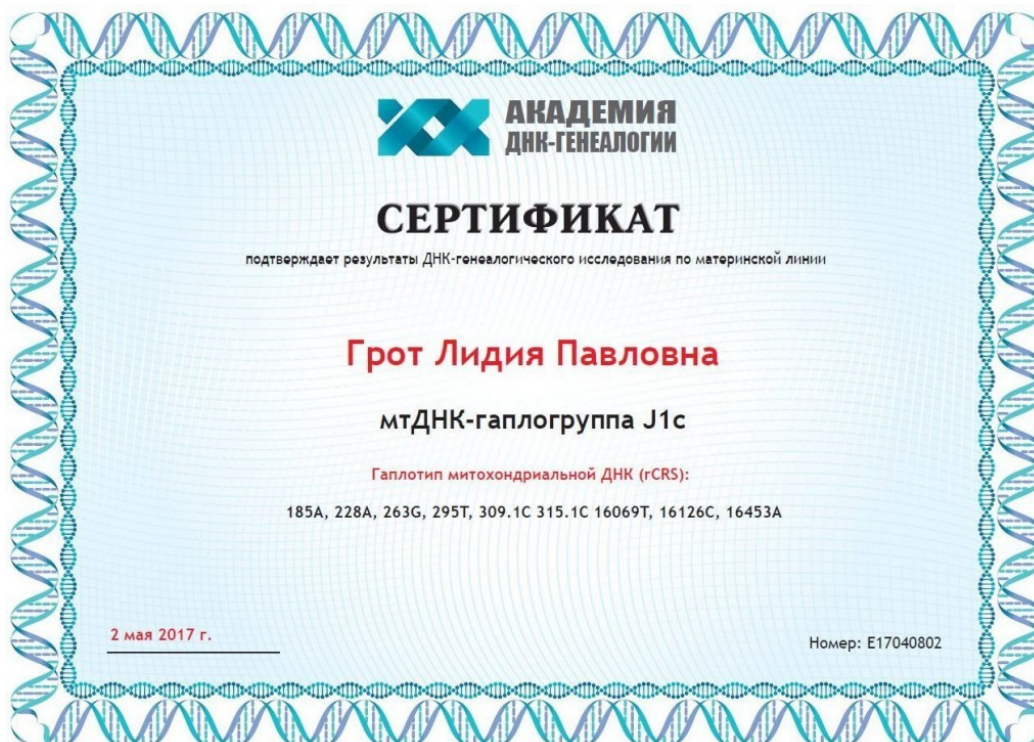 АКАДЕМИЯ
ДНК-ГЕНЕАЛОГИИ
СЕРТИФИКАТ
подтверждает результаты ДНК-генеалогического исследования по материнской линии
Грот Лидия Павловна
мтДНК-гаплогруппа J1c
Гаплотип митохондриальной ДНК (rCRS):
185A, 228A, 263G, 295T, 309.1C 315.1C 16069T, 16126C, 16453A
2 мая 2017 г.
Номер: E17040802